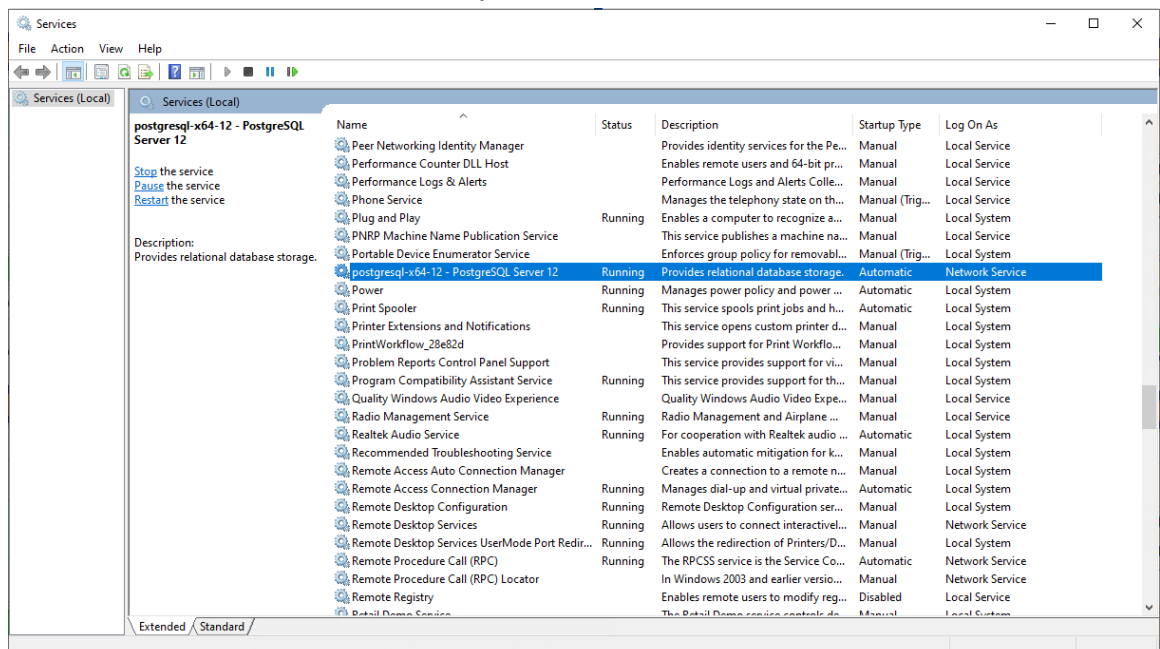 Services
File Action View Help
Services (Local)
Services (Local)
postgresql-x64-12 - PostgreSQL
Server 12
Stop the service
Pause the service
Restart the service
Description:
Provides relational database storage.
Name Status Description Startup Type Log On As
Peer Networking Identity Manager Provides identity services for the Pe... Manual Local Service
Performance Counter DLL Host Enables remote users and 64-bit pr... Manual Local Service
Performance Logs & Alerts Performance Logs and Alerts Colle... Manual Local Service
Phone Service Manages the telephony state on th... Manual (Trig... Local Service
Plug and Play Running Enables a computer to recognize a... Manual Local System
PNRP Machine Name Publication Service This service publishes a machine na... Manual Local Service
Portable Device Enumerator Service Enforces group policy for removabl... Manual (Trig... Local System
postgresql-x64-12 - PostgreSQL Server 12 Running Provides relational database storage. Automatic Network Service
Power Running Manages power policy and power ... Automatic Local System
Print Spooler Running This service spools print jobs and h... Automatic Local System
Printer Extensions and Notifications This service opens custom printer d... Manual Local System
PrintWorkflow_28e82d Provides support for Print Workflo... Manual Local System
Problem Reports Control Panel Support This service provides support for vi... Manual Local System
Program Compatibility Assistant Service Running This service provides support for th... Manual Local System
Quality Windows Audio Video Experience Quality Windows Audio Video Expe... Manual Local Service
Radio Management Service Running Radio Management and Airplane ... Manual Local Service
Realtek Audio Service Running For cooperation with Realtek audio ... Automatic Local System
Recommended Troubleshooting Service Enables automatic mitigation for k... Manual Local System
Remote Access Auto Connection Manager Creates a connection to a remote n... Manual Local System
Remote Access Connection Manager Running Manages dial-up and virtual private... Automatic Local System
Remote Desktop Configuration Running Remote Desktop Configuration ser... Manual Local System
Remote Desktop Services Running Allows users to connect interactivel... Manual Network Service
Remote Desktop Services UserMode Port Redir... Running Allows the redirection of Printers/D... Manual Local System
Remote Procedure Call (RPC) Running The RPCSS service is the Service Co... Automatic Network Service
Remote Procedure Call (RPC) Locator In Windows 2003 and earlier versio... Manual Network Service
Remote Registry Enables remote users to modify reg... Disabled Local Service
Retail Demo Service The Retail Demo service controls de... Manual Local System
Extended Standard